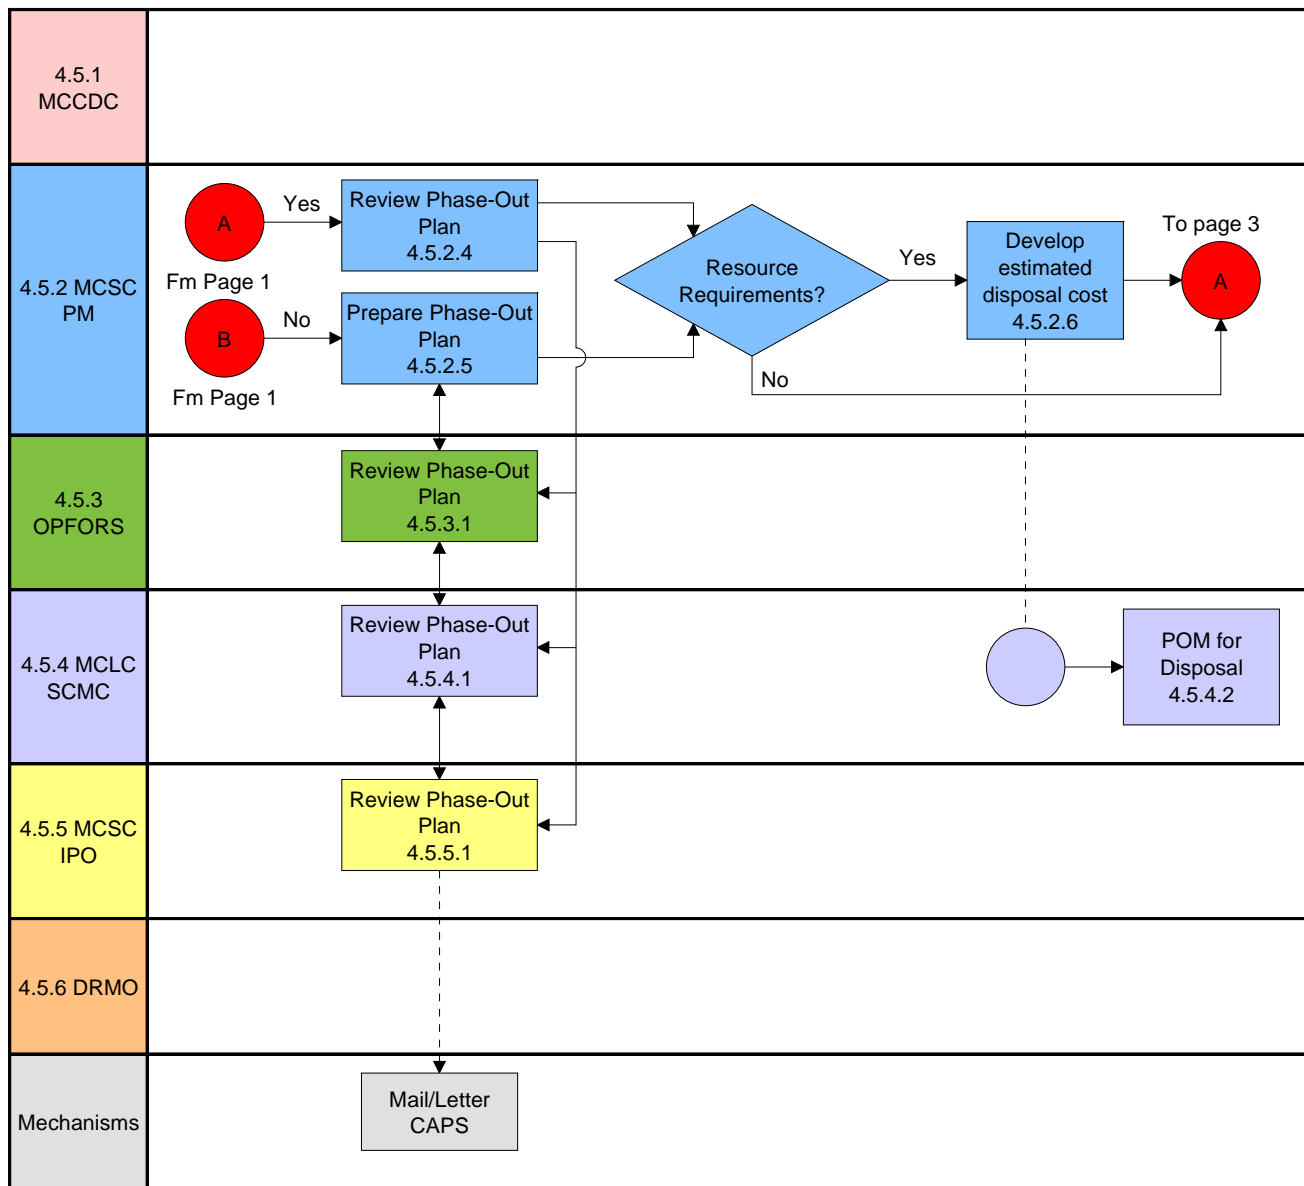 4.5.1
MCCDC
4.5.2 MCSC
PM
A
Fm Page 1
Yes
Review Phase-Out
Plan
4.5.2.4
B
Fm Page 1
No
Prepare Phase-Out
Plan
4.5.2.5
Resource
Requirements?
Yes
No
Develop
estimated
disposal cost
4.5.2.6
To page 3
A
4.5.3
OPFORS
Review Phase-Out
Plan
4.5.3.1
4.5.4 MCLC
SCMC
Review Phase-Out
Plan
4.5.4.1
POM for
Disposal
4.5.4.2
4.5.5 MCSC
IPO
Review Phase-Out
Plan
4.5.5.1
4.5.6 DRMO
Mechanisms
Mail/Letter
CAPS